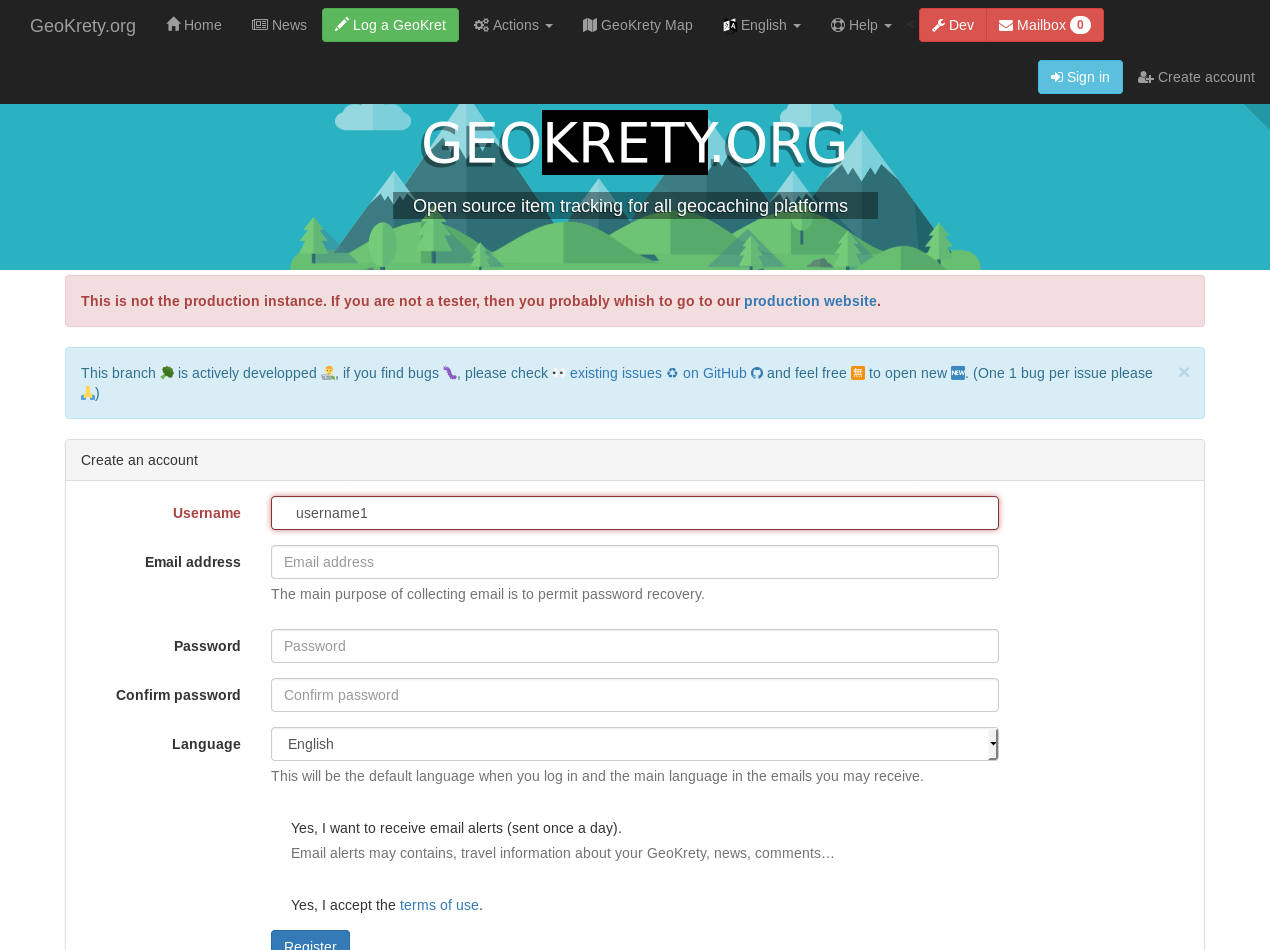 GeoKrety.org Home News Log a GeoKret Actions GeoKrety Map English Help Dev Mailbox 0
Sign in Create account
GEOKRETY.ORG
Open source item tracking for all geocaching platforms
This is not the production instance. If you are not a tester, then you probably whish to go to our production website.
This branch 🌳 is actively developped 👨‍💻, if you find bugs 🐛, please check 👀 existing issues ♻ on GitHub and feel free 🈚 to open new 🆕. (One 1 bug per issue please ×
🙏)
Create an account
Username username1
Email address Email address
The main purpose of collecting email is to permit password recovery.
Password Password
Confirm password Confirm password
Language English
This will be the default language when you log in and the main language in the emails you may receive.
Yes, I want to receive email alerts (sent once a day).
Email alerts may contains, travel information about your GeoKrety, news, comments…
Yes, I accept the terms of use.
Register